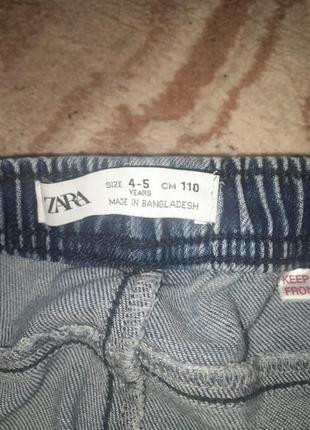 ZARA
SIZE 4-5 CM 110
YEARS
MADE IN BANGLADESH
KEEP
FROM